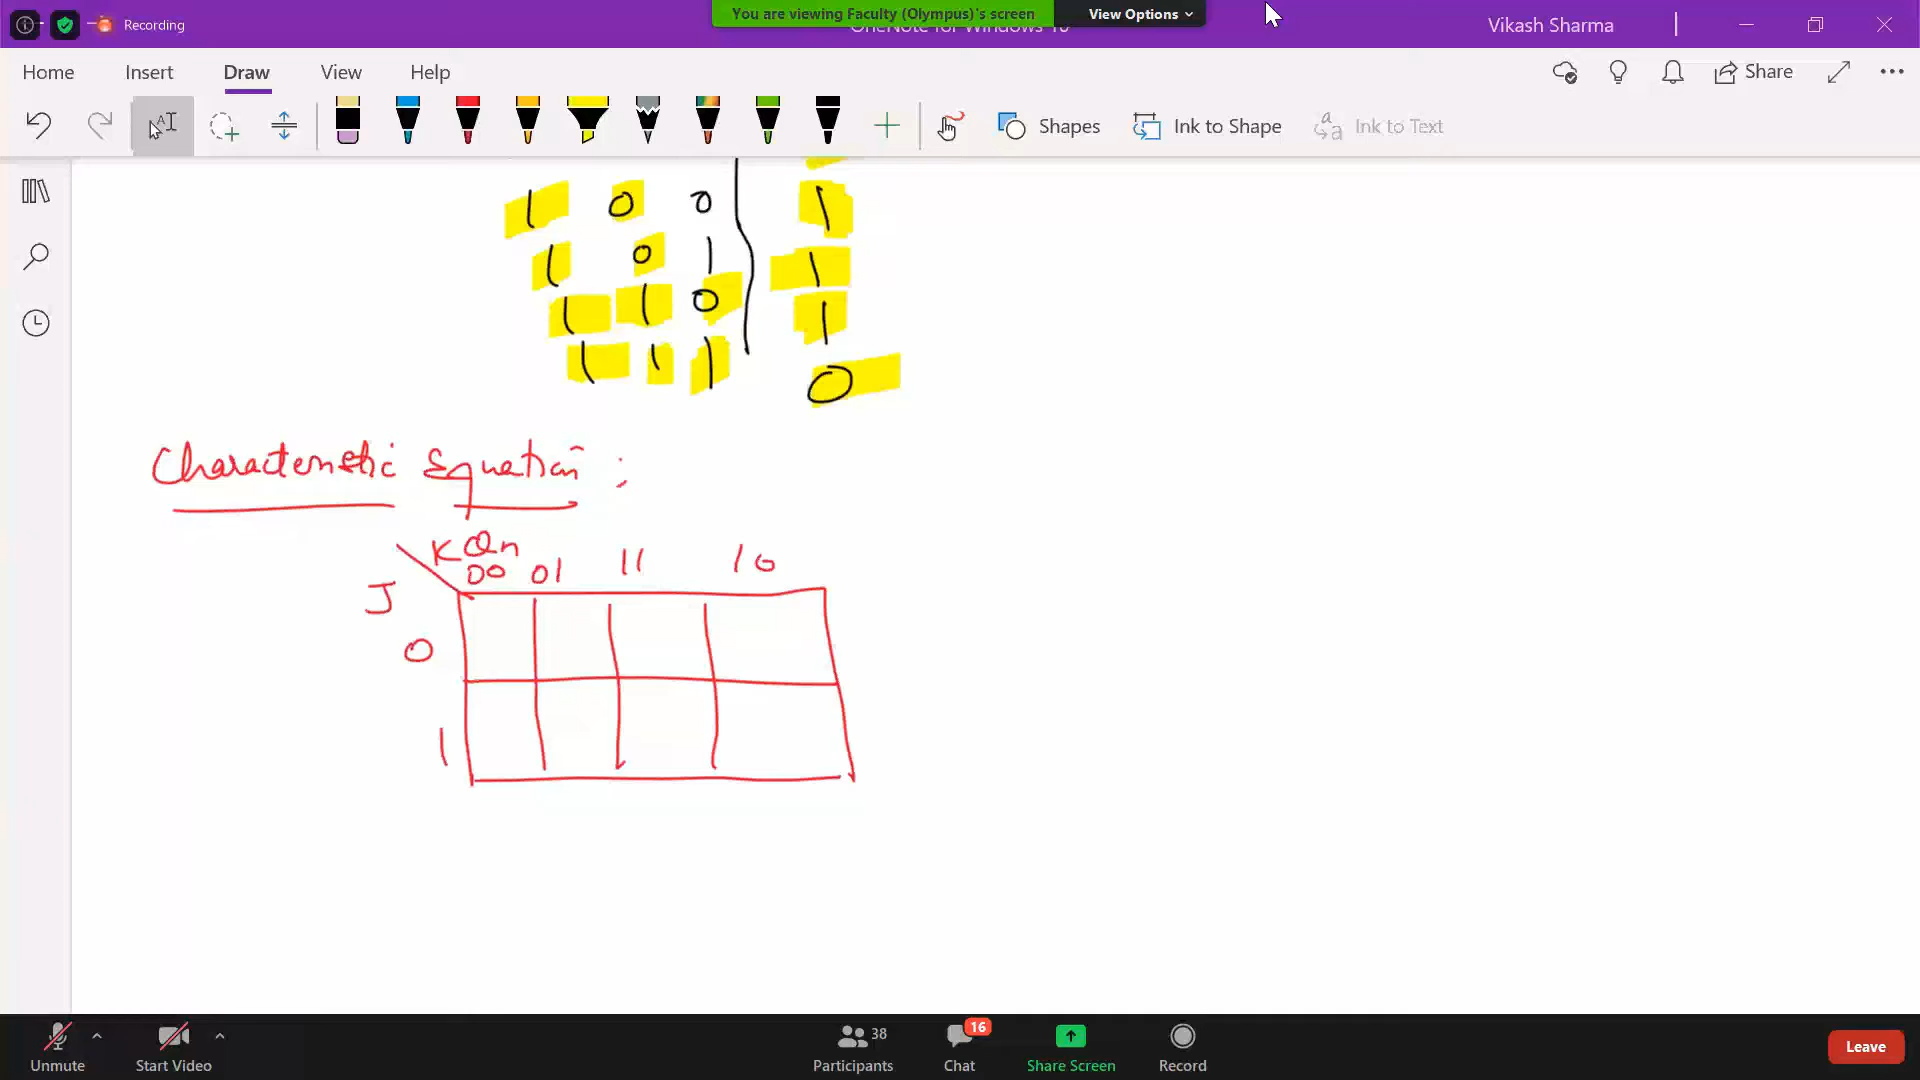 Recording
You are viewing Faculty (Olympus)'s screen
View Options
Vikash Sharma
Home Insert Draw View Help
Share
Shapes Ink to Shape Ink to Text
1 0 0 1
1 0 1 1
1 1 0 1
1 1 1 0
Characteristic Equation :
K Qn
J 00 01 11 10
0
1
Unmute Start Video
38
Participants
16
Chat
Share Screen
Record
Leave